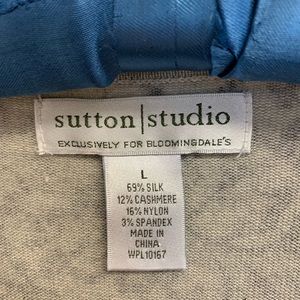 sutton|studio
EXCLUSIVELY FOR BLOOMINGDALE'S
L
69% SILK
12% CASHMERE
16% NYLON
3% SPANDEX
MADE IN
CHINA
WPL10167